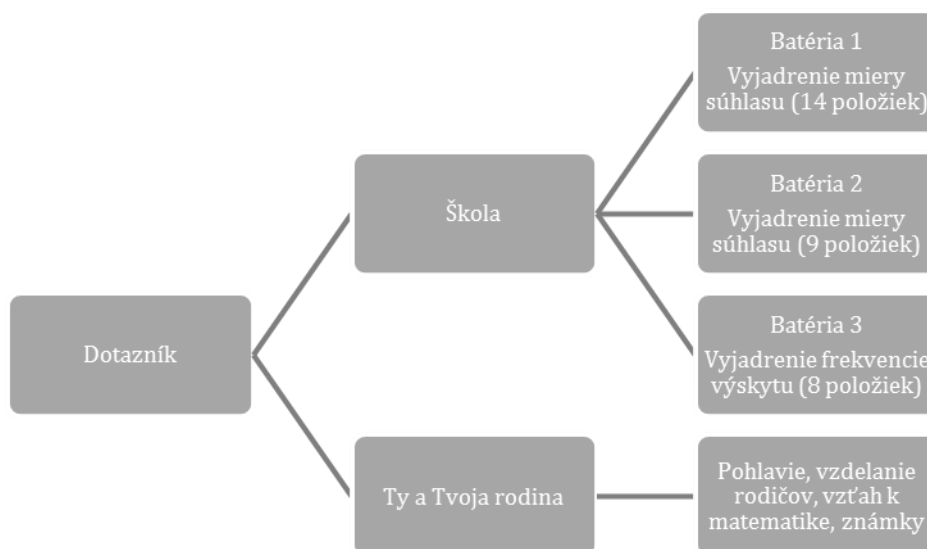 Dotazník
Škola
Batéria 1
Vyjadrenie miery
súhlasu (14 položiek)
Batéria 2
Vyjadrenie miery
súhlasu (9 položiek)
Batéria 3
Vyjadrenie frekvencie
výskytu (8 položiek)
Ty a Tvoja rodina
Pohlavie, vzdelanie
rodičov, vzťah k
matematike, známky